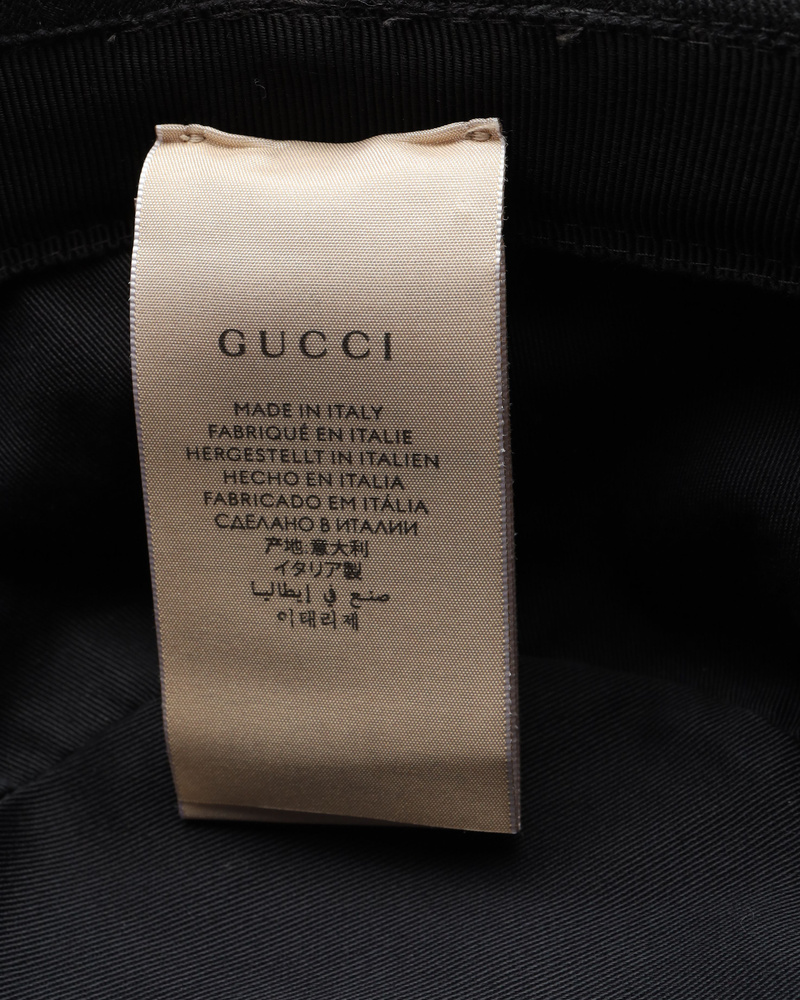 GUCCI
MADE IN ITALY
FABRIQUÉ EN ITALIE
HERGESTELLT IN ITALIEN
HECHO EN ITALIA
FABRICADO EM ITÁLIA
СДЕЛАНО В ИТАЛИИ
产地:意大利
イタリア製
صنع في إيطاليا
이태리제